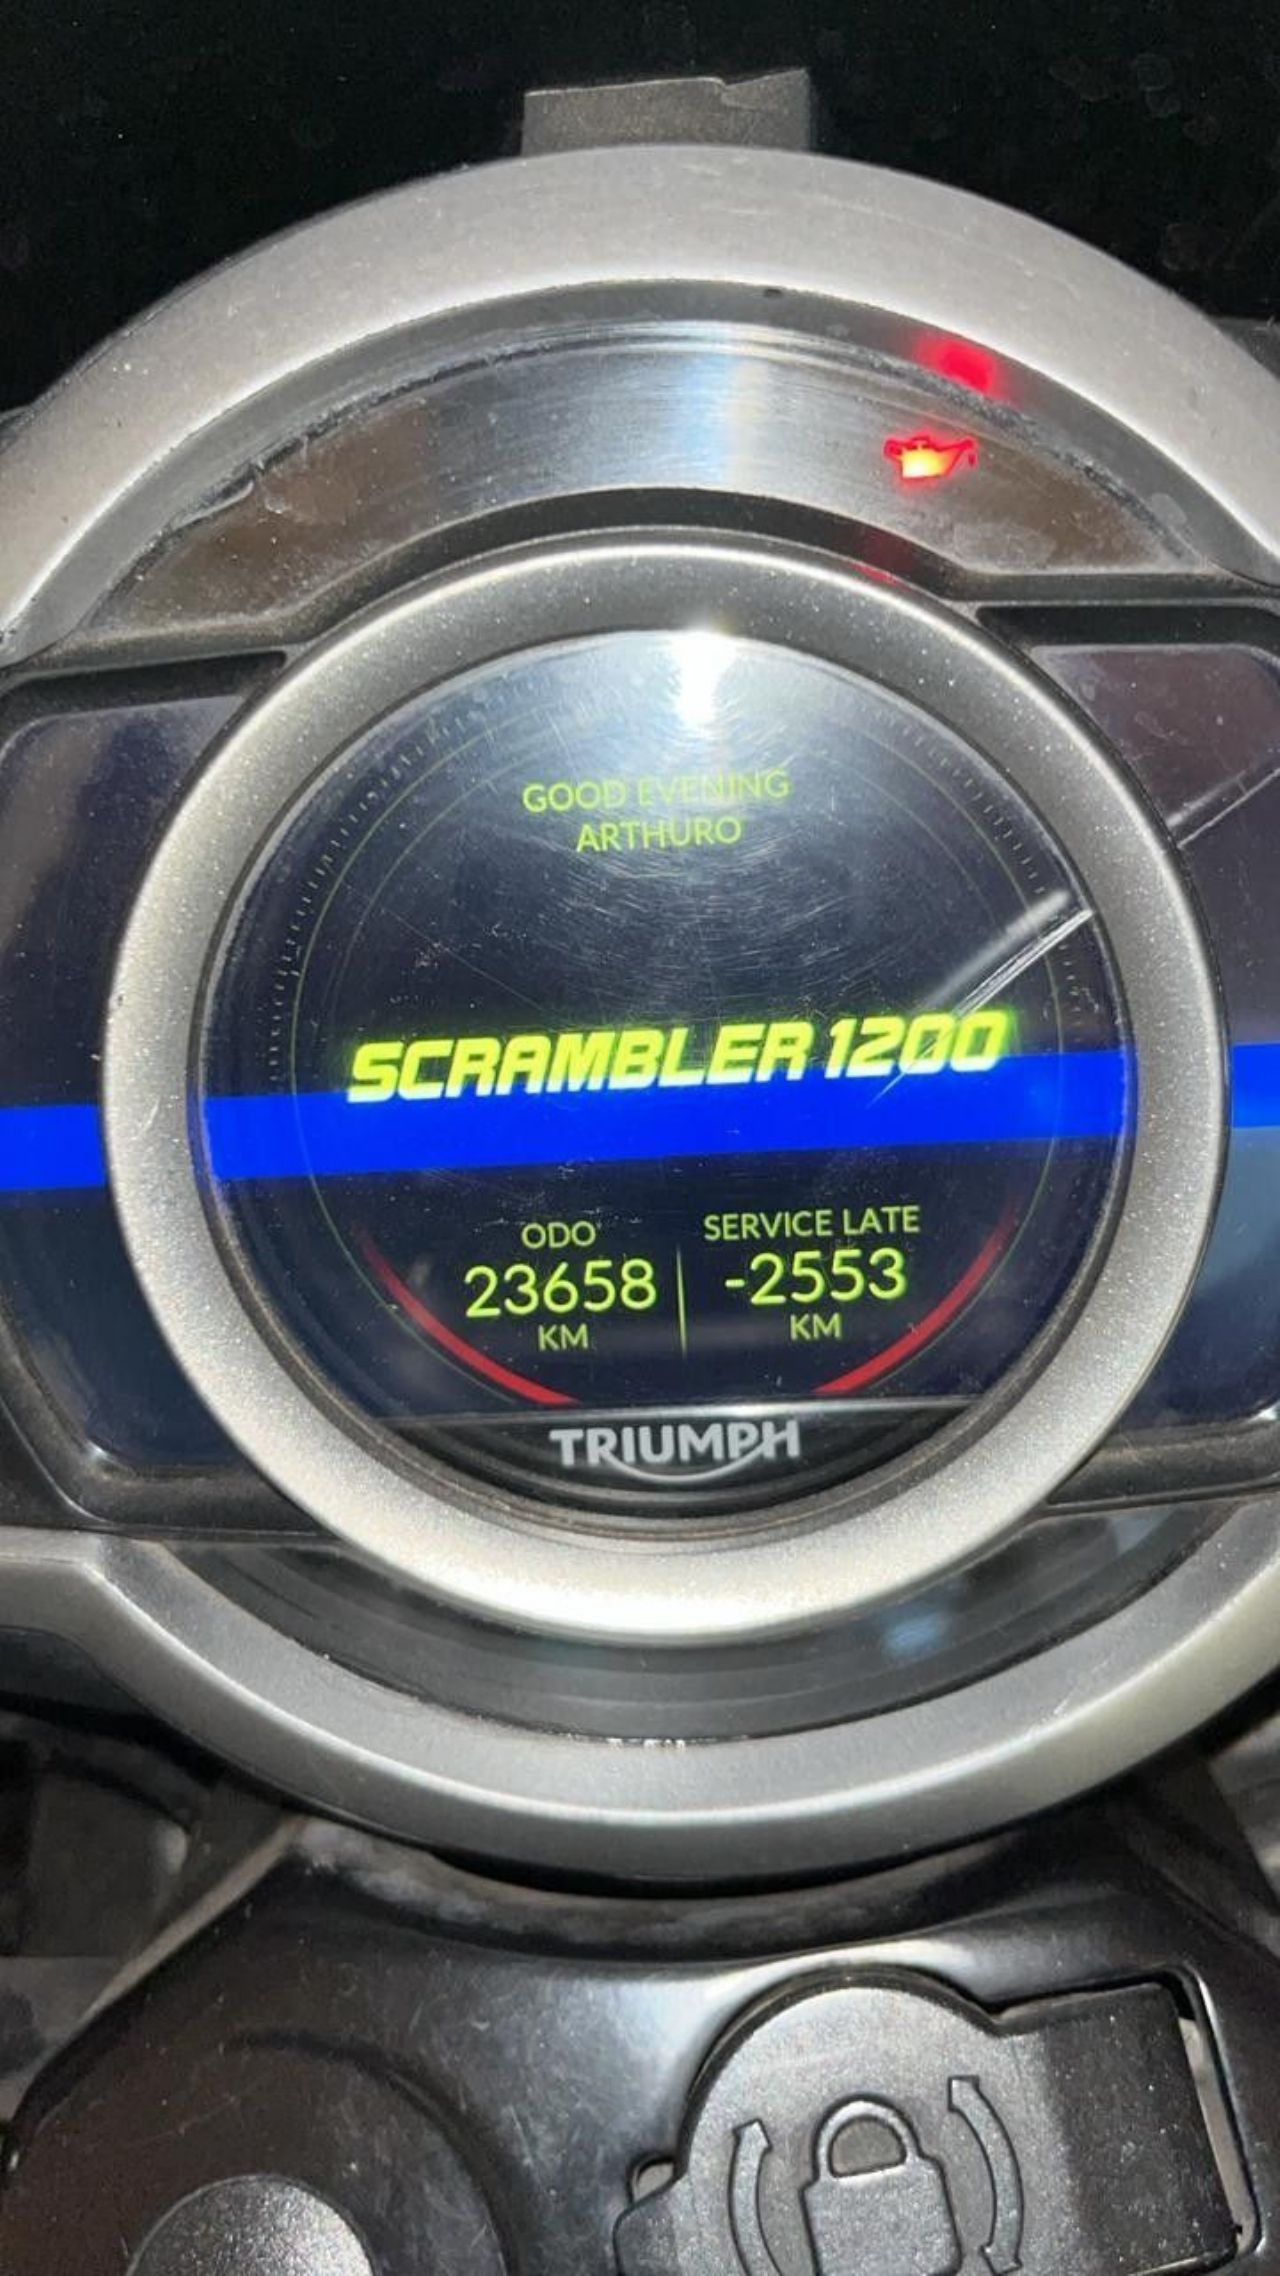 GOOD EVENING
ARTHURO
SCRAMBLER 1200
ODO
23658
KM
SERVICE LATE
-2553
KM
TRIUMPH